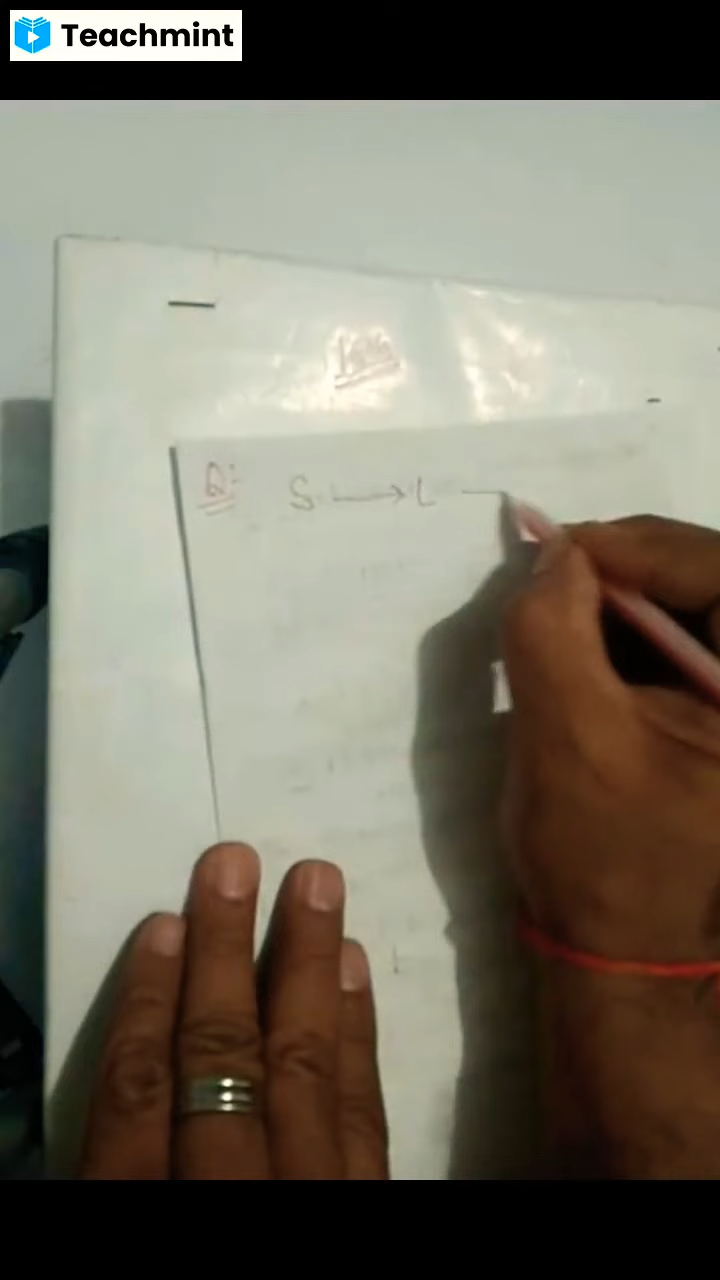 Teachmint
Q:- S → L —